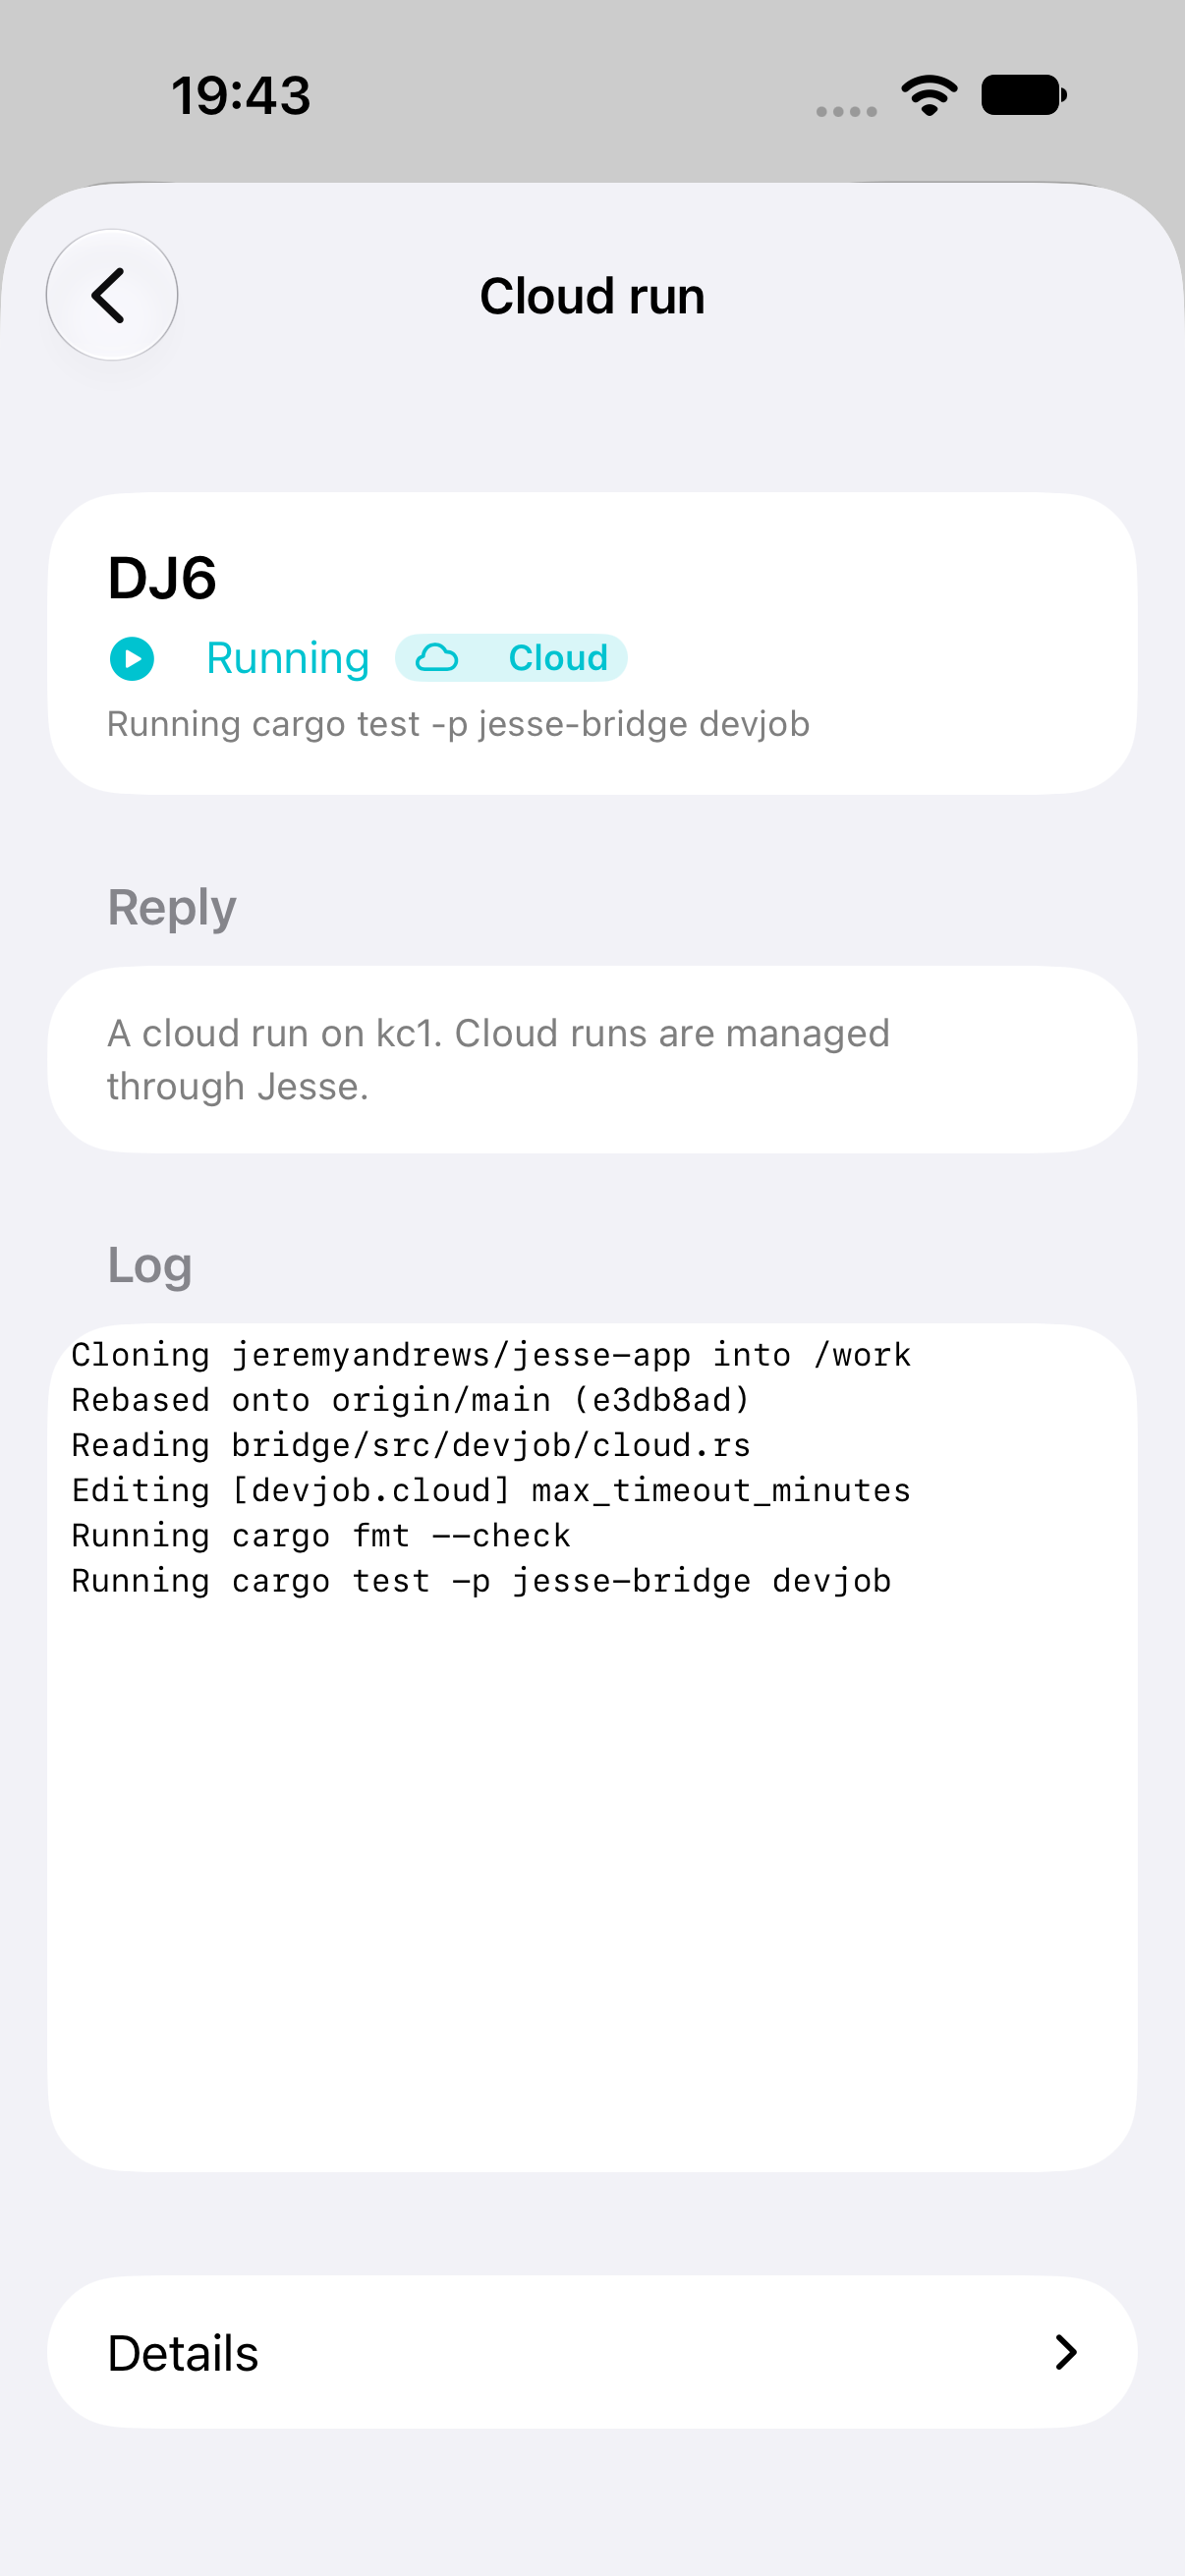 19:43
Cloud run
DJ6
Running Cloud
Running cargo test -p jesse-bridge devjob
Reply
A cloud run on kc1. Cloud runs are managed
through Jesse.
Log
Cloning jeremyandrews/jesse-app into /work
Rebased onto origin/main (e3db8ad)
Reading bridge/src/devjob/cloud.rs
Editing [devjob.cloud] max_timeout_minutes
Running cargo fmt --check
Running cargo test -p jesse-bridge devjob
Details